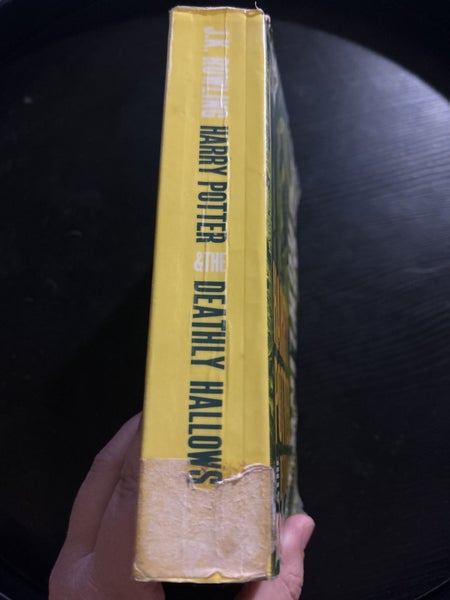 J.K. ROWLING HARRY POTTER & THE DEATHLY HALLOWS